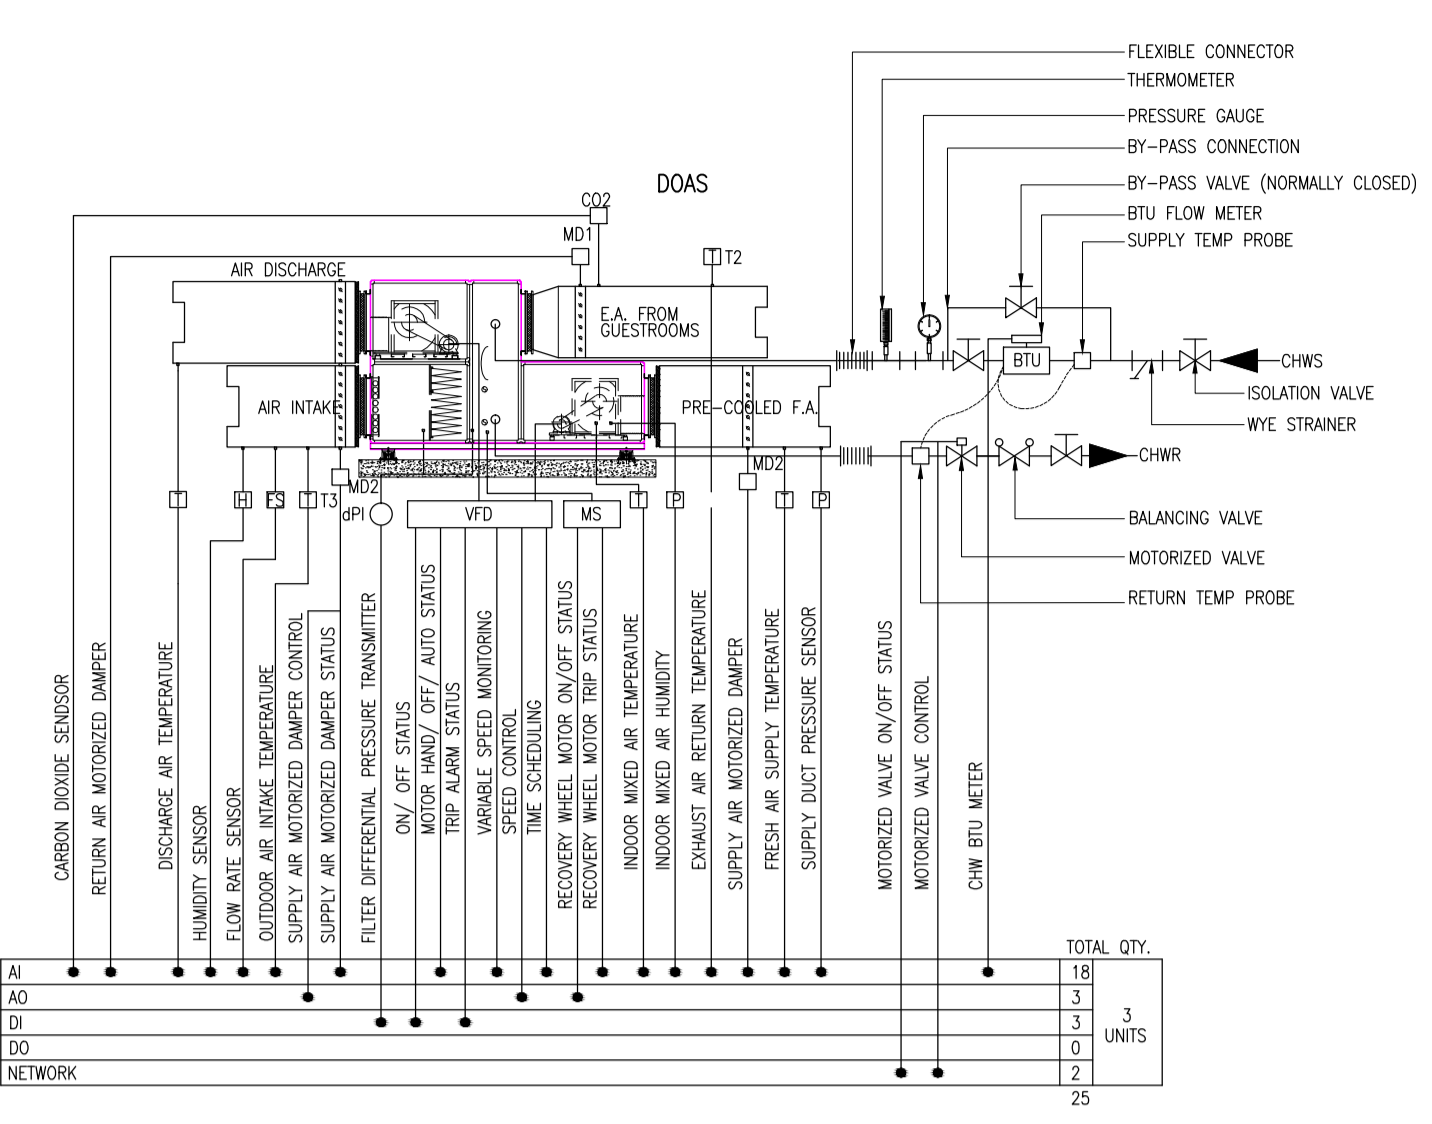 FLEXIBLE CONNECTOR
THERMOMETER
PRESSURE GAUGE
BY-PASS CONNECTION
DOAS
BY-PASS VALVE (NORMALLY CLOSED)
CO2
BTU FLOW METER
MD1
SUPPLY TEMP PROBE
T T2
AIR DISCHARGE
E.A. FROM
GUESTROOMS
BTU
CHWS
ISOLATION VALVE
AIR INTAKE
PRE-COOLED F.A.
WYE STRAINER
CHWR
MD2
MD2
T
H
FS
T T3
dPI
VFD
MS
T
P
T
P
BALANCING VALVE
MOTORIZED VALVE
RETURN TEMP PROBE
CARBON DIOXIDE SENDSOR
RETURN AIR MOTORIZED DAMPER
DISCHARGE AIR TEMPERATURE
HUMIDITY SENSOR
FLOW RATE SENSOR
OUTDOOR AIR INTAKE TEMPERATURE
SUPPLY AIR MOTORIZED DAMPER CONTROL
SUPPLY AIR MOTORIZED DAMPER STATUS
FILTER DIFFERENTIAL PRESSURE TRANSMITTER
ON/ OFF STATUS
MOTOR HAND/ OFF/ AUTO STATUS
TRIP ALARM STATUS
VARIABLE SPEED MONITORING
SPEED CONTROL
TIME SCHEDULING
RECOVERY WHEEL MOTOR ON/OFF STATUS
RECOVERY WHEEL MOTOR TRIP STATUS
INDOOR MIXED AIR TEMPERATURE
INDOOR MIXED AIR HUMIDITY
EXHAUST AIR RETURN TEMPERATURE
SUPPLY AIR MOTORIZED DAMPER
FRESH AIR SUPPLY TEMPERATURE
SUPPLY DUCT PRESSURE SENSOR
MOTORIZED VALVE ON/OFF STATUS
MOTORIZED VALVE CONTROL
CHW BTU METER
TOTAL QTY.
AI 18
AO 3
DI 3
DO 0
NETWORK 2
3
UNITS
25